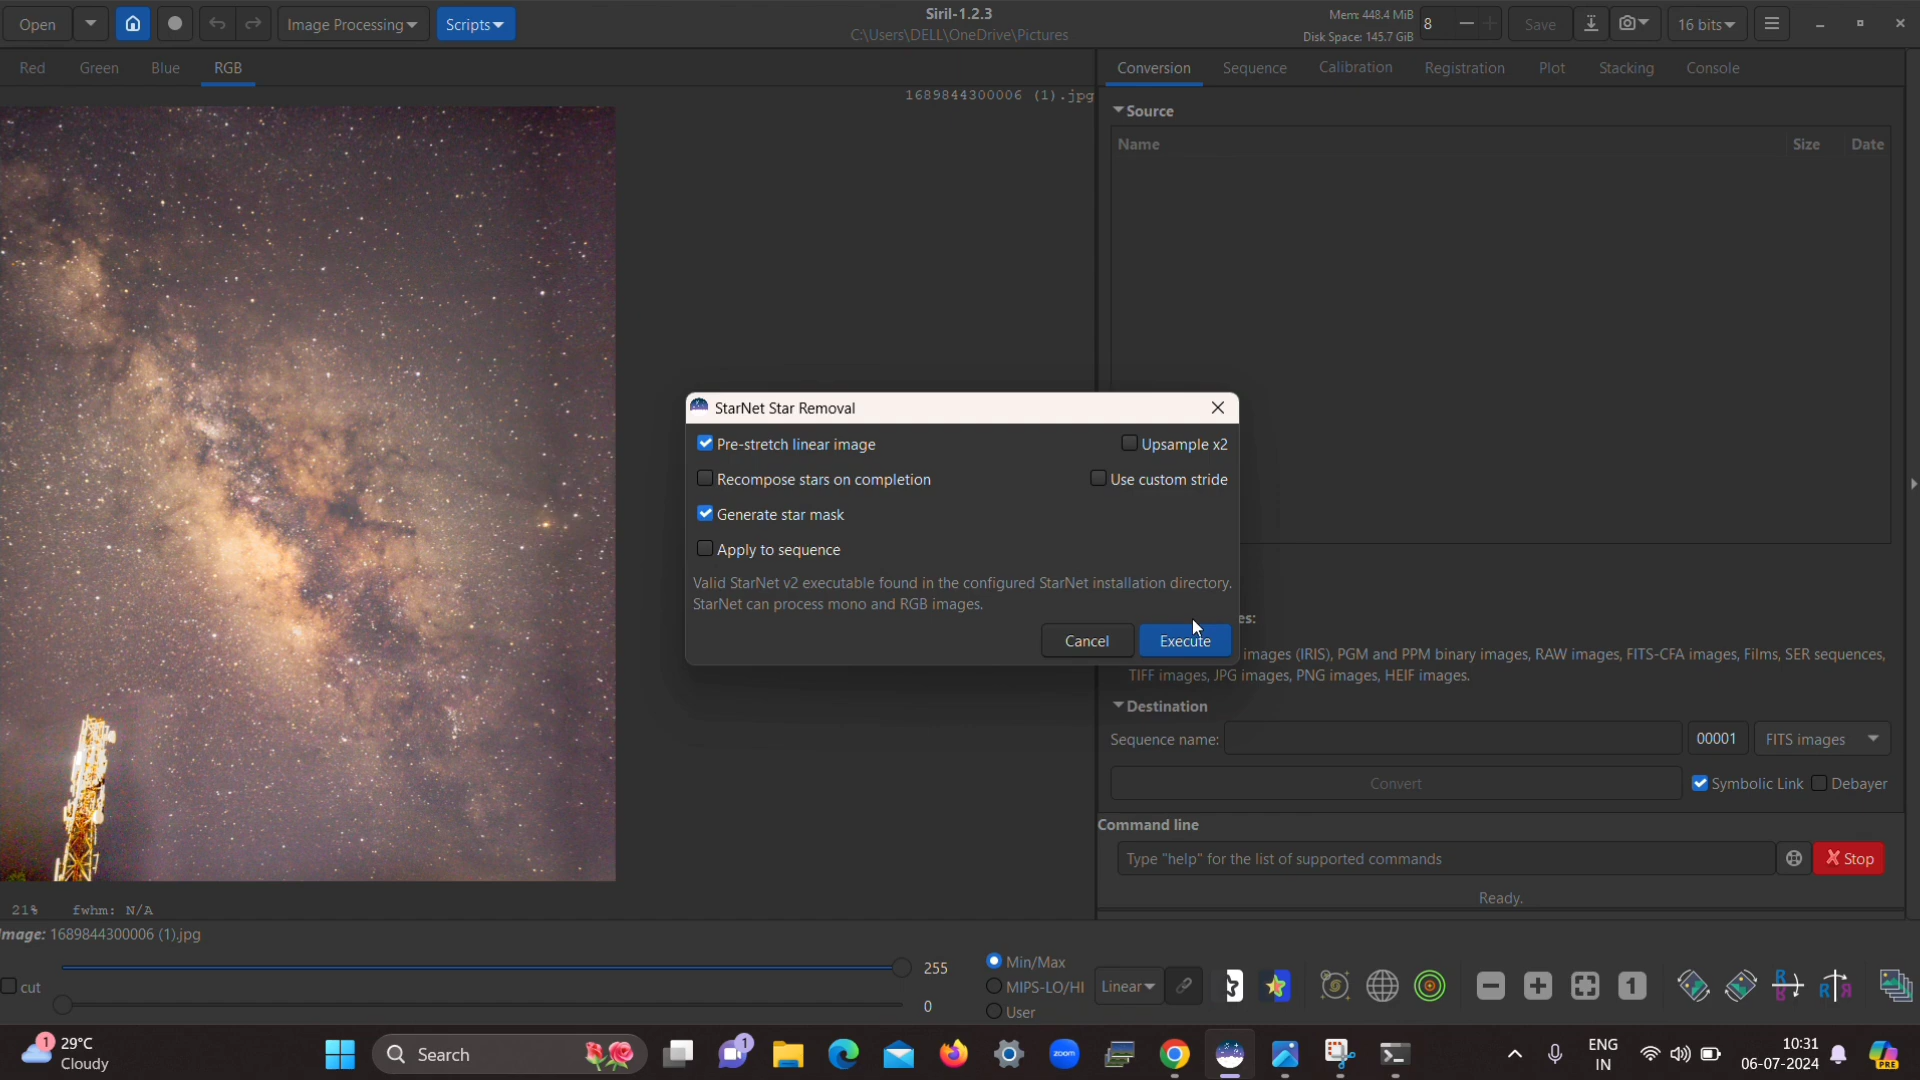 Open
Image Processing
Scripts
Siril-1.2.3
C:\Users\DELL\OneDrive\Pictures
Mem: 448.4 MiB
Disk Space: 145.7 GiB
8
Save
16 bits
Red Green Blue RGB
Conversion Sequence Calibration Registration Plot Stacking Console
1689844300006 (1).jpg
Source
Name Size Date
StarNet Star Removal
Pre-stretch linear image
Upsample x2
Recompose stars on completion
Use custom stride
Generate star mask
Apply to sequence
Valid StarNet v2 executable found in the configured StarNet installation directory.
StarNet can process mono and RGB images.
Cancel
Execute
es:
images (IRIS), PGM and PPM binary images, RAW images, FITS-CFA images, Films, SER sequences,
TIFF images, JPG images, PNG images, HEIF images.
Destination
Sequence name:
00001
FITS images
Convert
Symbolic Link
Debayer
Command line
Type "help" for the list of supported commands
Stop
Ready.
21% fwhm: N/A
mage: 1689844300006 (1).jpg
cut
255
0
Min/Max
MIPS-LO/HI
User
Linear
R
R
R R
1
1
29°C
Cloudy
Search
1
zoom
ENG
IN
10:31
06-07-2024
PRE